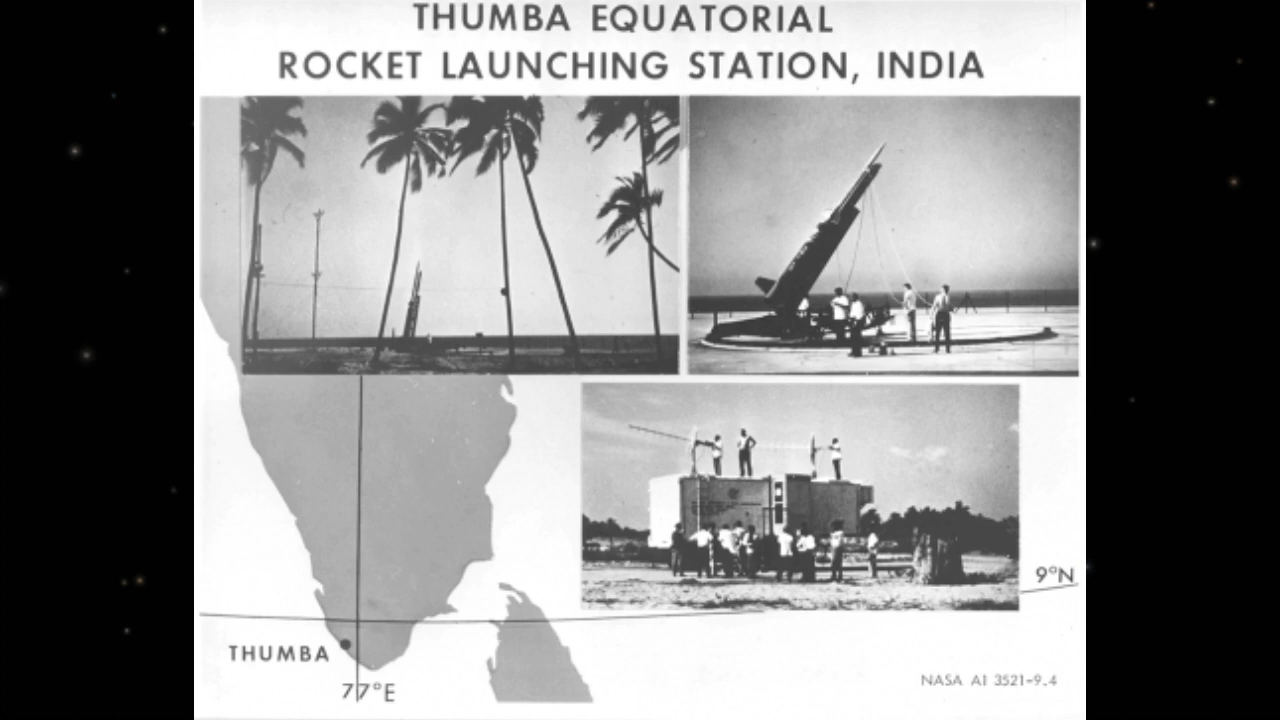 THUMBA EQUATORIAL
ROCKET LAUNCHING STATION, INDIA
9°N
THUMBA
77°E
NASA AI 3521-9.4